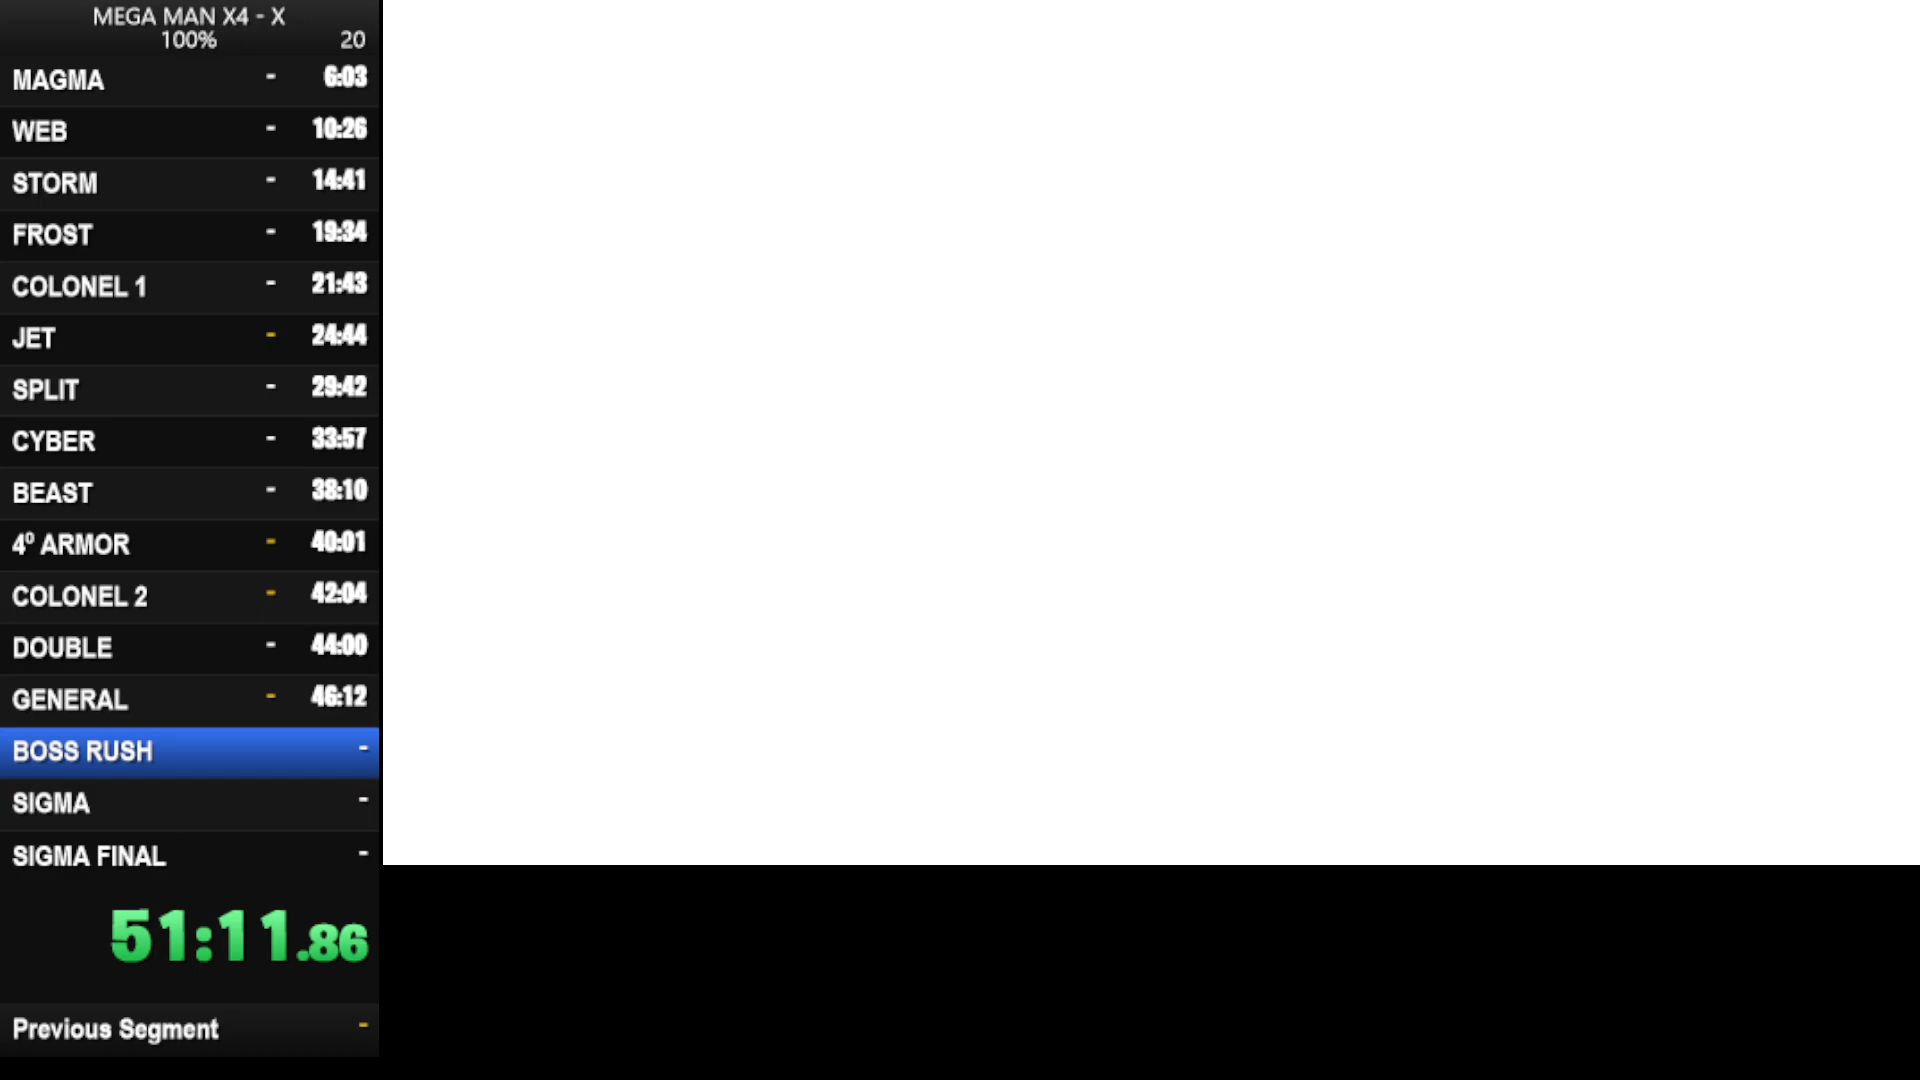 MEGA MAN X4 - X
100% 20
MAGMA - 6:03
WEB - 10:26
STORM - 14:41
FROST - 19:34
COLONEL 1 - 21:43
JET - 24:44
SPLIT - 29:42
CYBER - 33:57
BEAST - 38:10
4º ARMOR - 40:01
COLONEL 2 - 42:04
DOUBLE - 44:00
GENERAL - 46:12
BOSS RUSH -
SIGMA -
SIGMA FINAL -
51:11.86
Previous Segment -